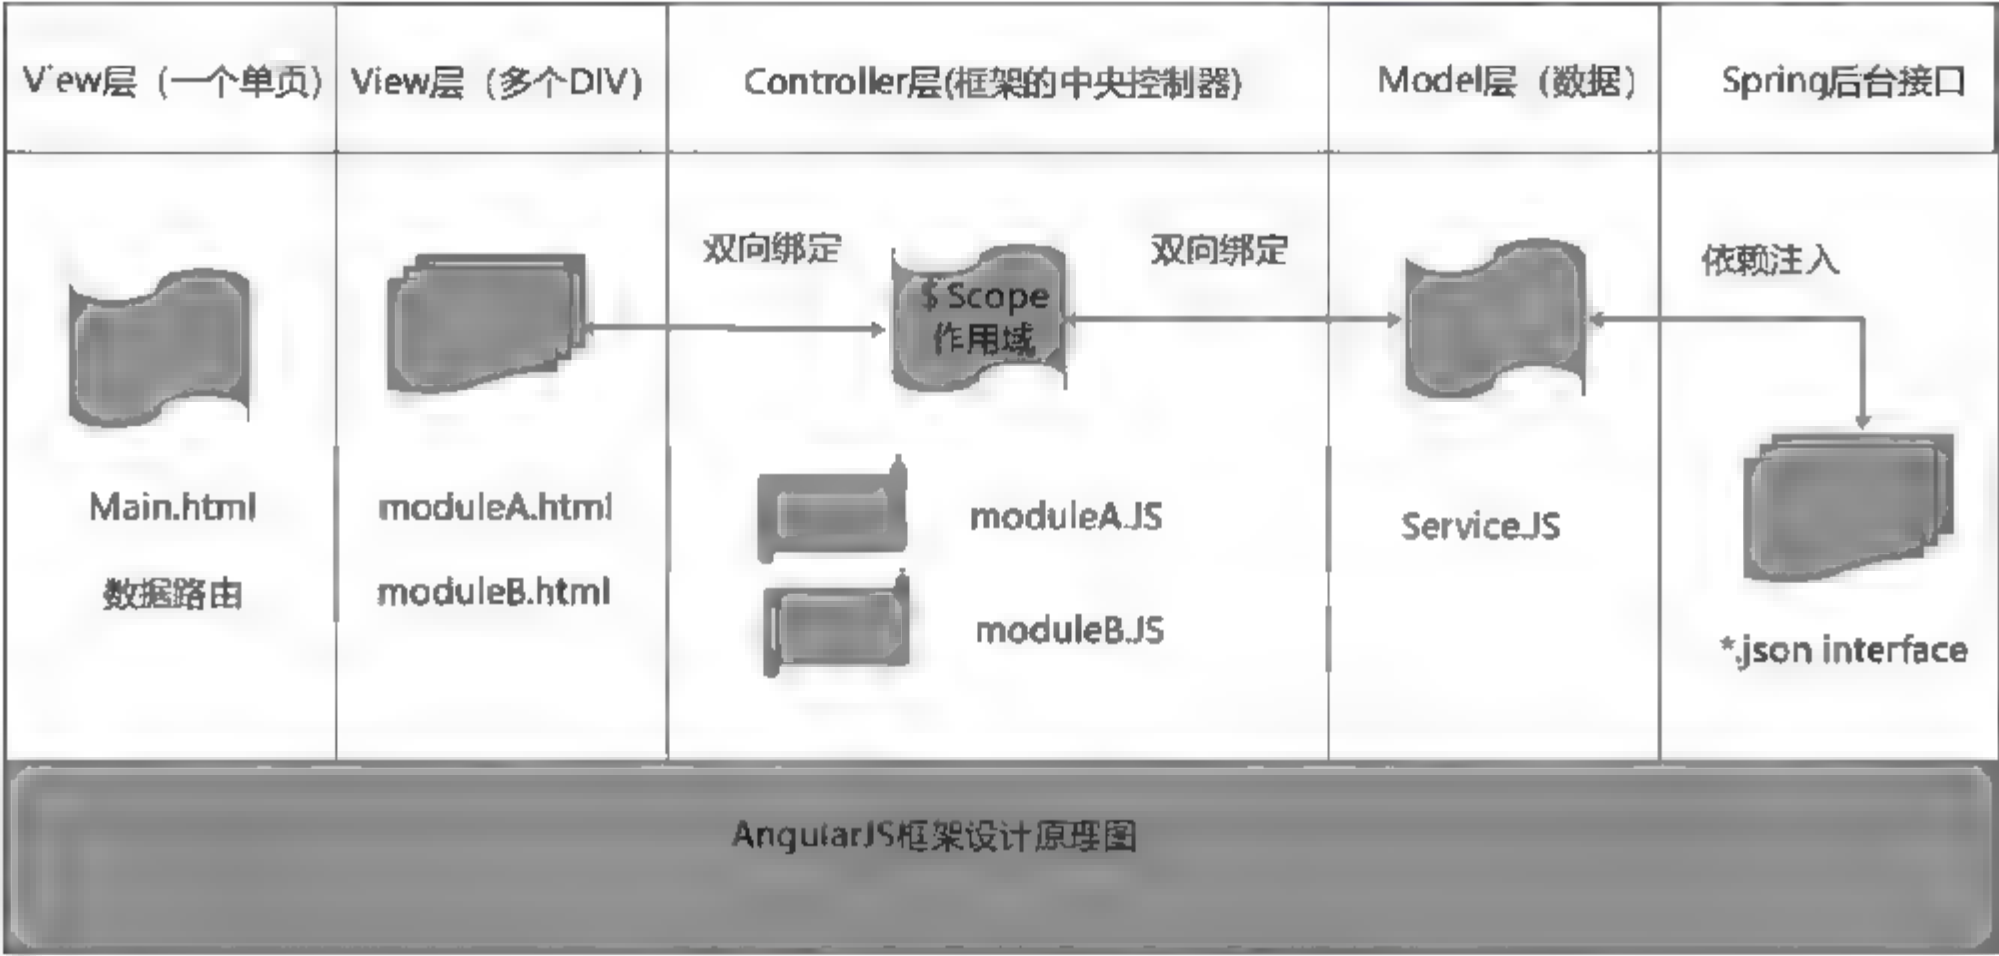 View层（一个单页）
View层（多个DIV）
Controller层(框架的中央控制器)
Model层（数据）
Spring后台接口
双向绑定
双向绑定
依赖注入
$ Scope
作用域
Main.html
moduleA.html
moduleA.JS
Service.JS
数据路由
moduleB.html
moduleB.JS
*.json interface
AngularJS框架设计原理图